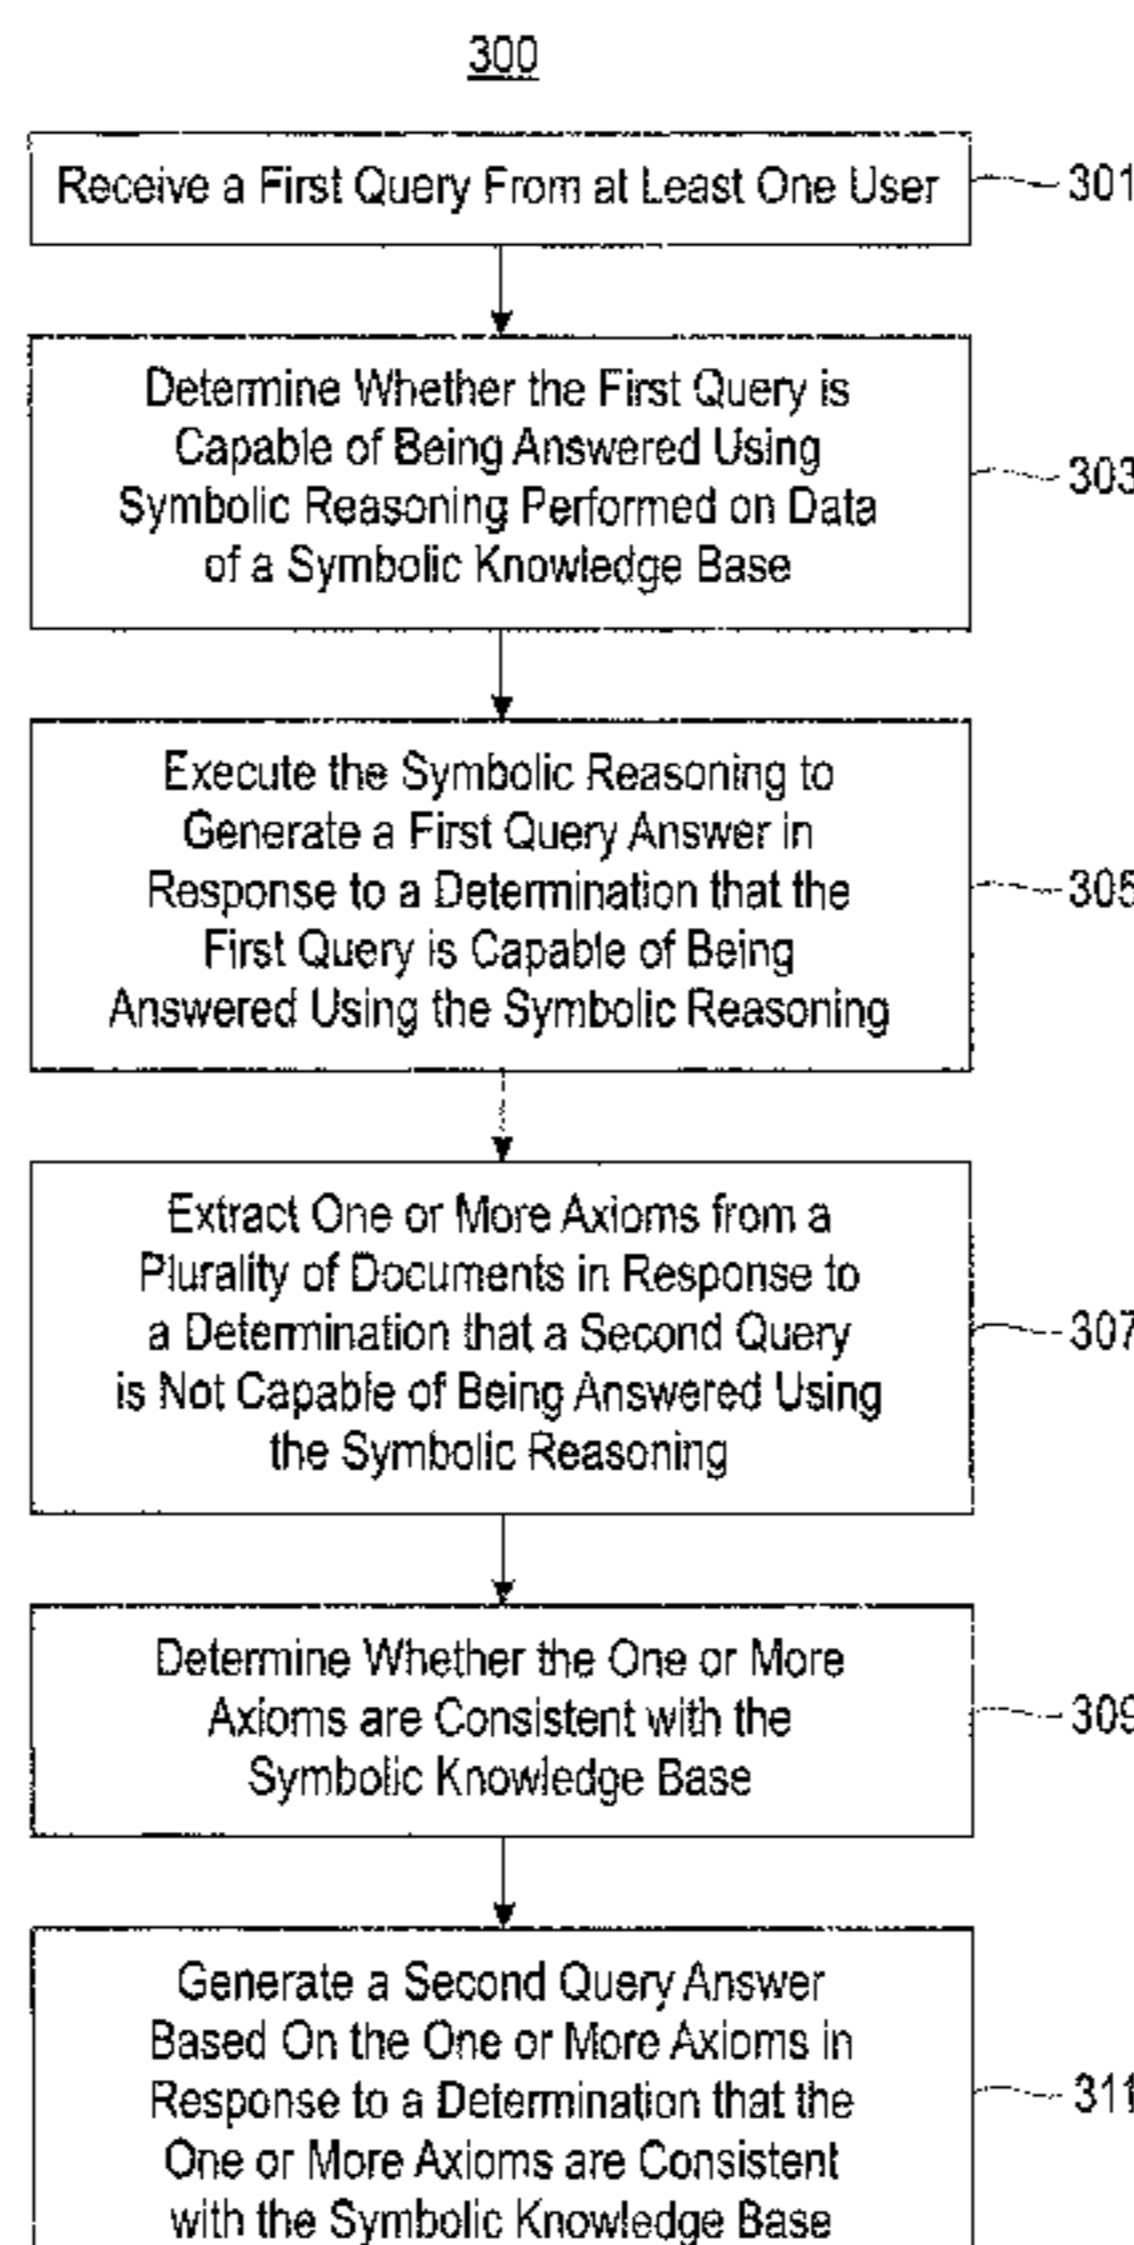 300
Receive a First Query From at Least One User
301
Determine Whether the First Query is
Capable of Being Answered Using
Symbolic Reasoning Performed on Data
of a Symbolic Knowledge Base
303
Execute the Symbolic Reasoning to
Generate a First Query Answer in
Response to a Determination that the
First Query is Capable of Being
Answered Using the Symbolic Reasoning
305
Extract One or More Axioms from a
Plurality of Documents in Response to
a Determination that a Second Query
is Not Capable of Being Answered Using
the Symbolic Reasoning
307
Determine Whether the One or More
Axioms are Consistent with the
Symbolic Knowledge Base
309
Generate a Second Query Answer
Based On the One or More Axioms in
Response to a Determination that the
One or More Axioms are Consistent
with the Symbolic Knowledge Base
311